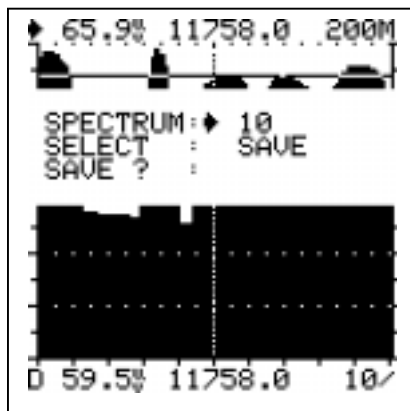 65.9% 11758.0 200M
SPECTRUM:♦ 10
SELECT : SAVE
SAVE ? :
D 59.5% 11758.0 10/